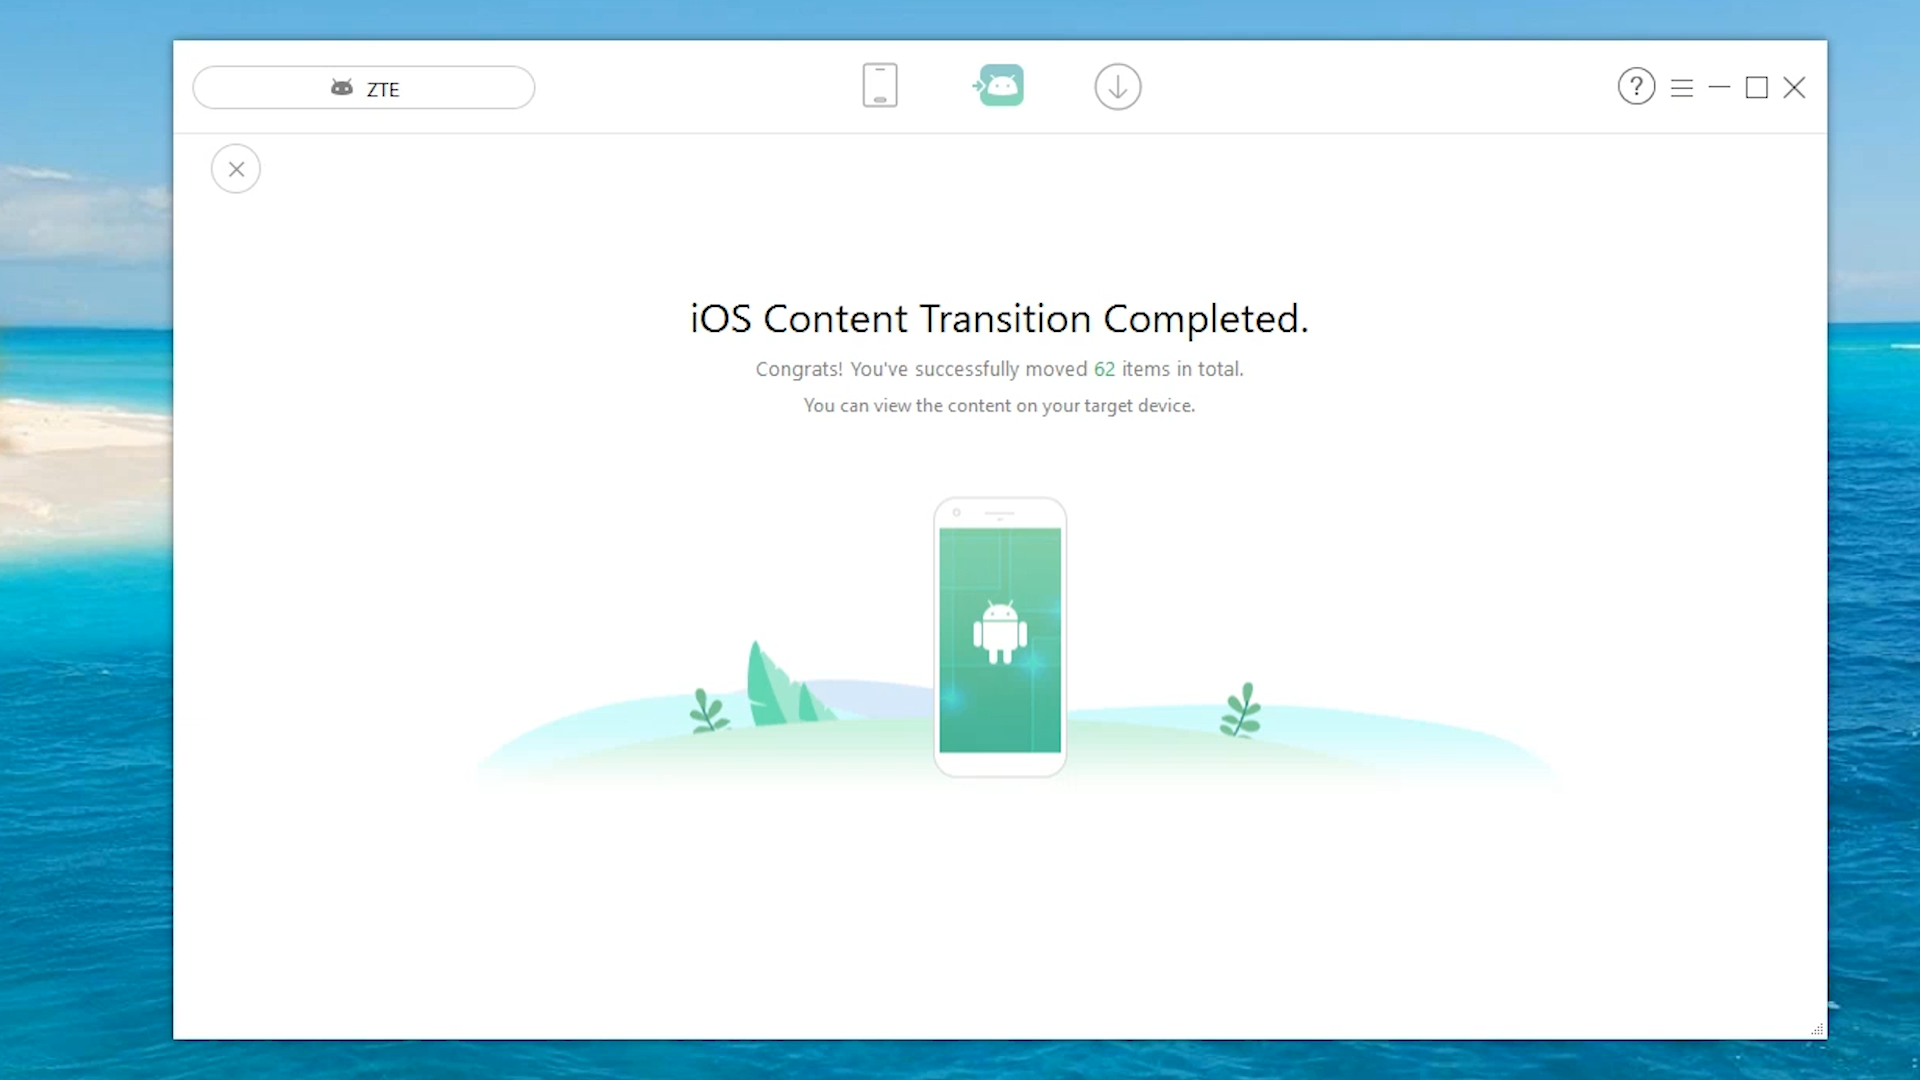 ZTE
?
iOS Content Transition Completed.
Congrats! You've successfully moved 62 items in total.
You can view the content on your target device.